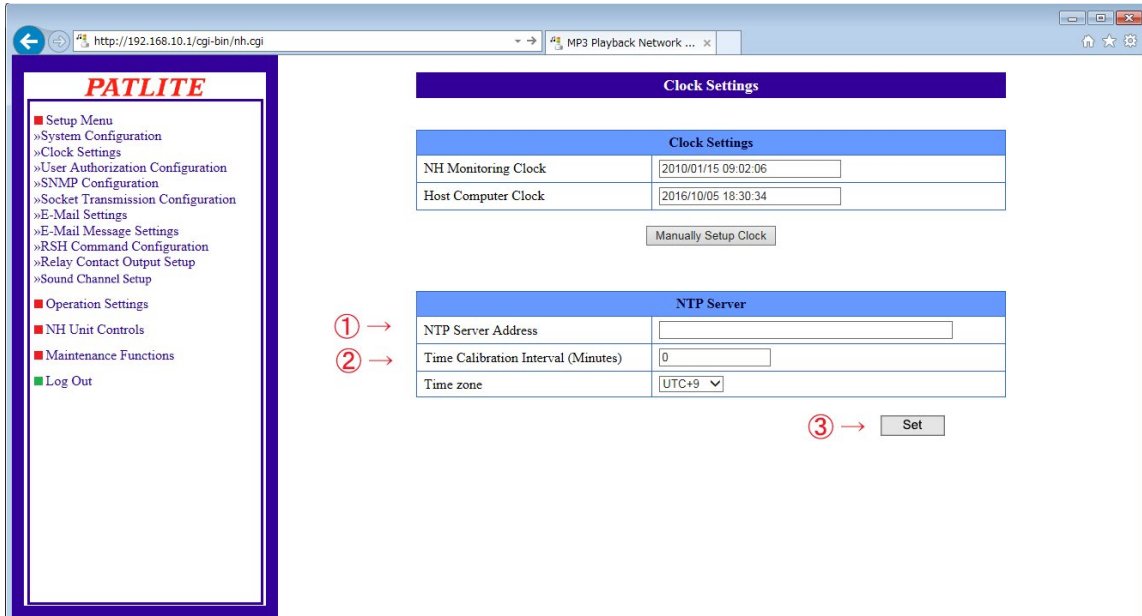 http://192.168.10.1/cgi-bin/nh.cgi
MP3 Playback Network ...
PATLITE
Setup Menu
»System Configuration
»Clock Settings
»User Authorization Configuration
»SNMP Configuration
»Socket Transmission Configuration
»E-Mail Settings
»E-Mail Message Settings
»RSH Command Configuration
»Relay Contact Output Setup
»Sound Channel Setup
Operation Settings
NH Unit Controls
Maintenance Functions
Log Out
Clock Settings
Clock Settings
NH Monitoring Clock 2010/01/15 09:02:06
Host Computer Clock 2016/10/05 18:30:34
Manually Setup Clock
NTP Server
① → NTP Server Address
② → Time Calibration Interval (Minutes) 0
Time zone UTC+9
③ → Set